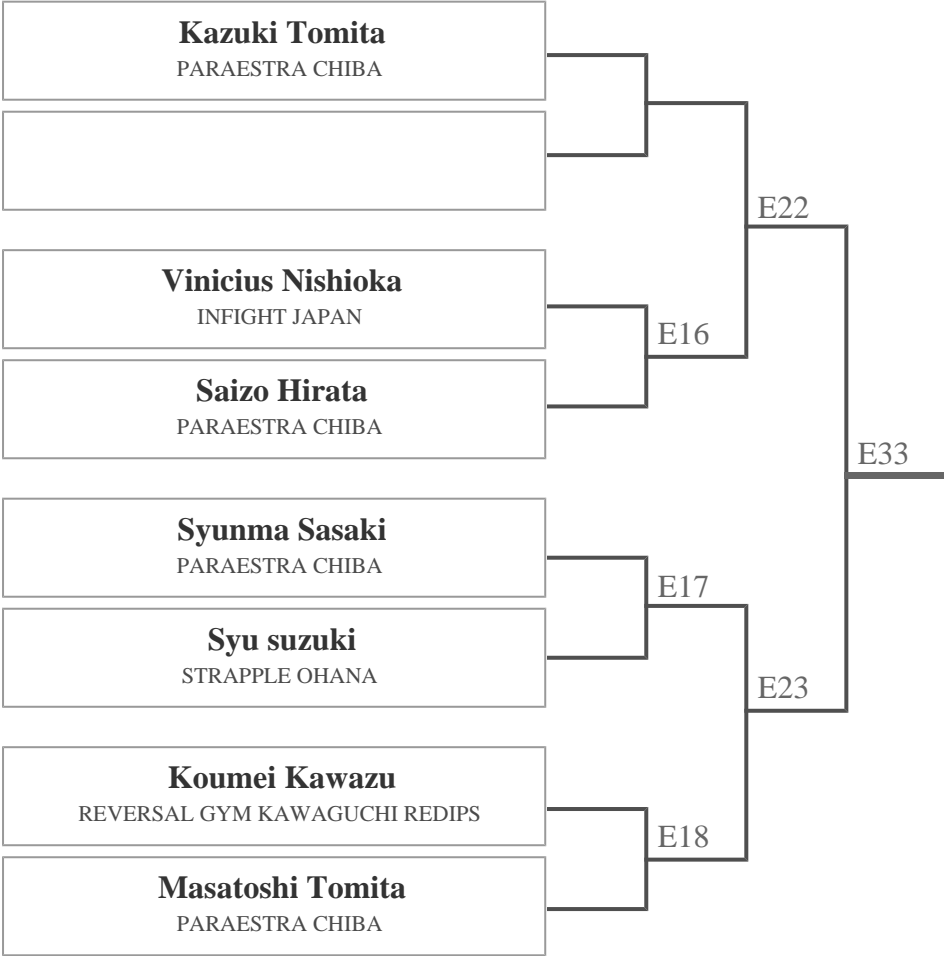 Kazuki Tomita
PARAESTRA CHIBA
E22
Vinicius Nishioka
INFIGHT JAPAN
E16
Saizo Hirata
PARAESTRA CHIBA
E33
Syunma Sasaki
PARAESTRA CHIBA
E17
Syu suzuki
STRAPPLE OHANA
E23
Koumei Kawazu
REVERSAL GYM KAWAGUCHI REDIPS
E18
Masatoshi Tomita
PARAESTRA CHIBA